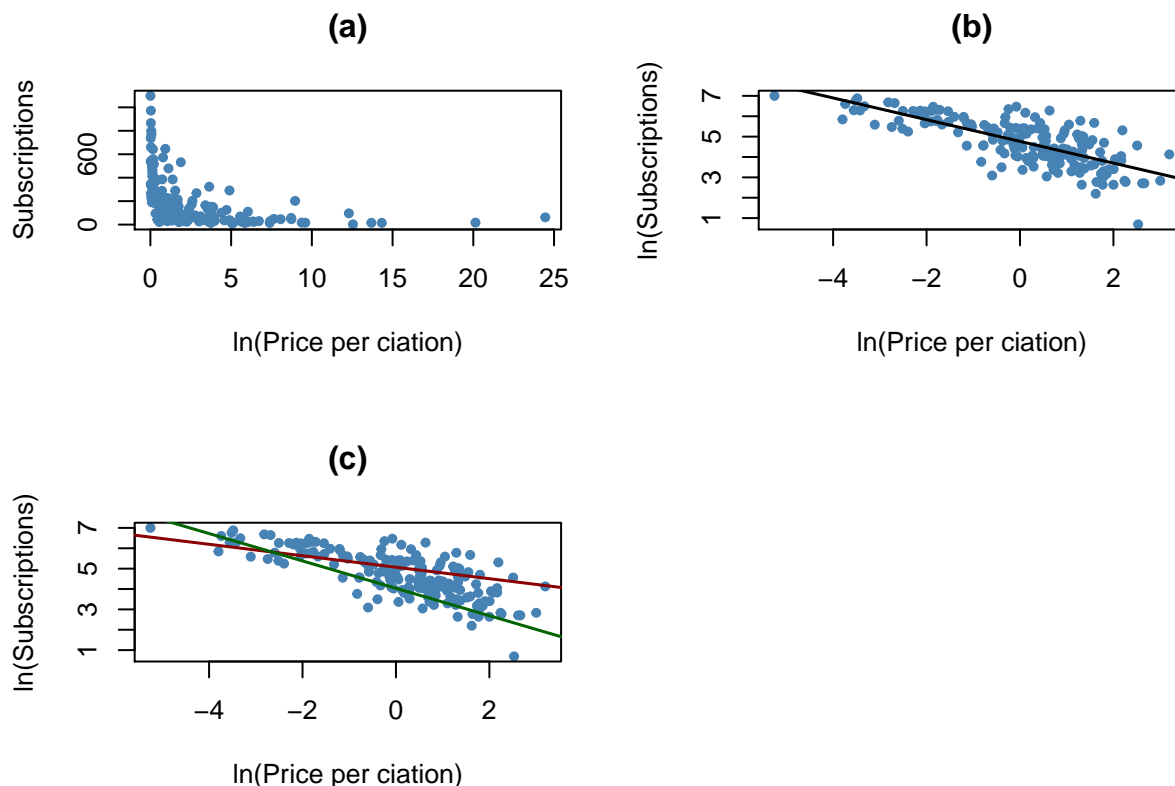 (a)
Subscriptions
600
0
0 5 10 15 20 25
ln(Price per ciation)
(b)
ln(Subscriptions)
7
5
3
1
−4 −2 0 2
ln(Price per ciation)
(c)
ln(Subscriptions)
7
5
3
1
−4 −2 0 2
ln(Price per ciation)